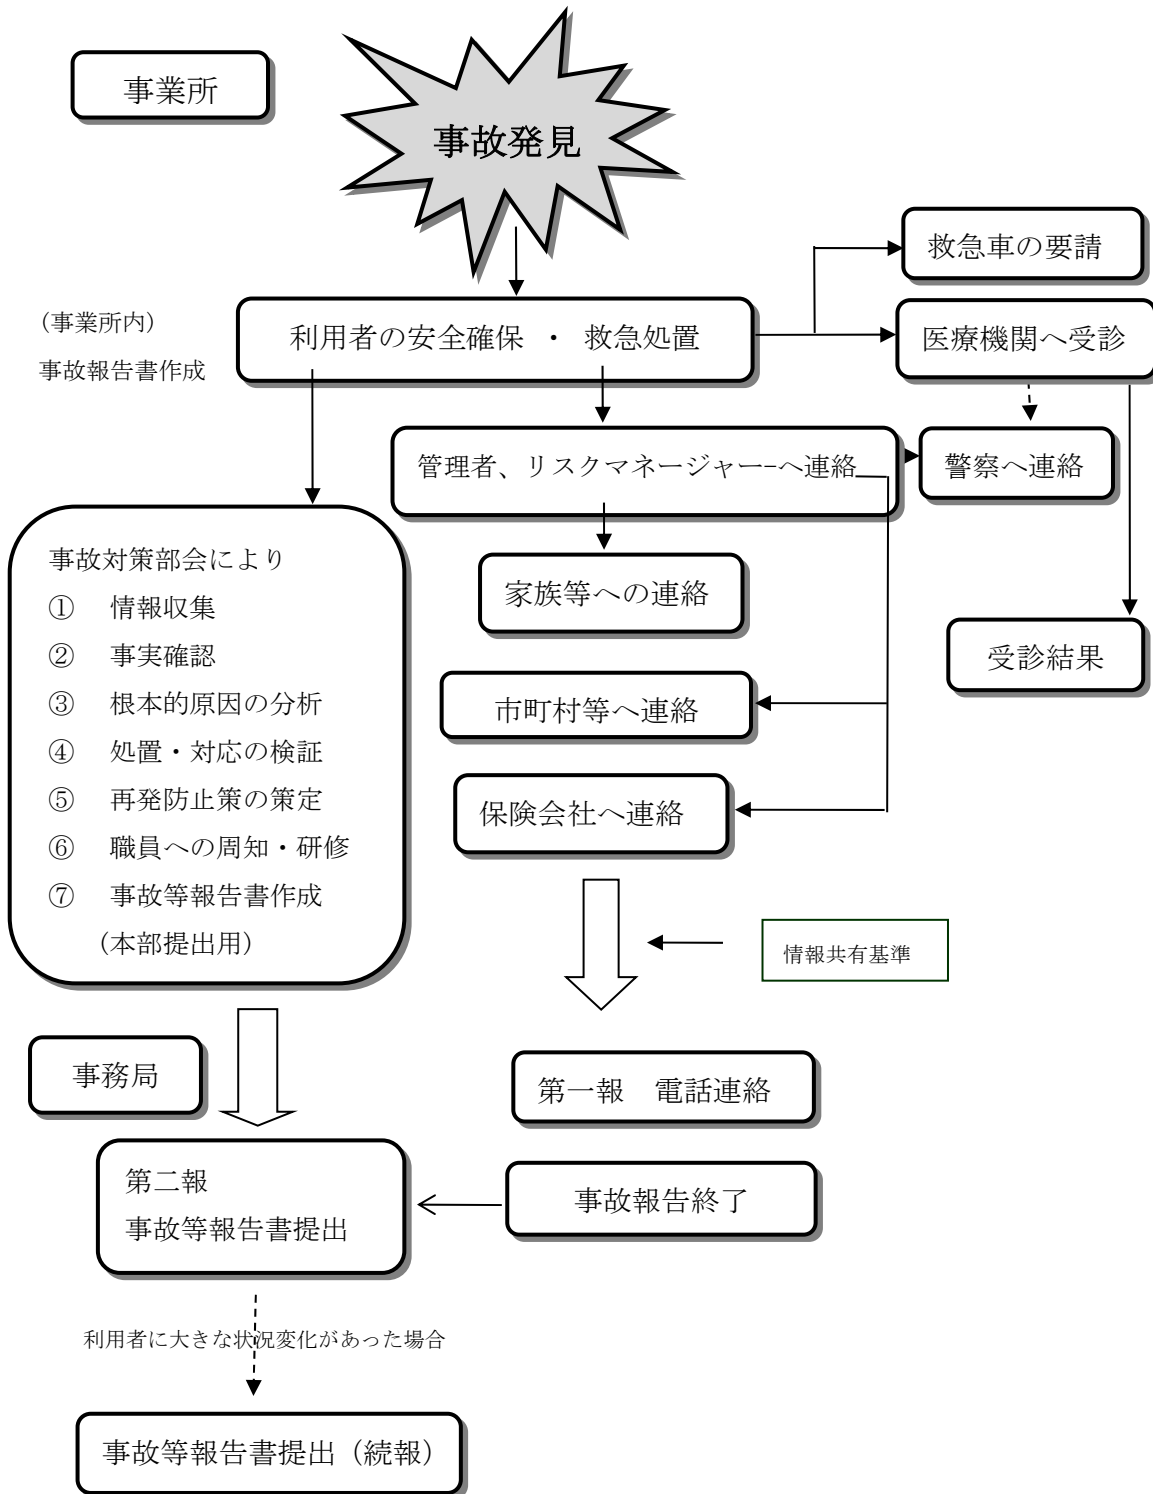 事業所
事故発見
救急車の要請
(事業所内)
事故報告書作成
利用者の安全確保 ・ 救急処置
医療機関へ受診
管理者、リスクマネージャー-へ連絡
警察へ連絡
事故対策部会により
① 情報収集
② 事実確認
③ 根本的原因の分析
④ 処置・対応の検証
⑤ 再発防止策の策定
⑥ 職員への周知・研修
⑦ 事故等報告書作成
(本部提出用)
家族等への連絡
受診結果
市町村等へ連絡
保険会社へ連絡
情報共有基準
事務局
第一報 電話連絡
第二報
事故等報告書提出
事故報告終了
利用者に大きな状況変化があった場合
事故等報告書提出(続報)